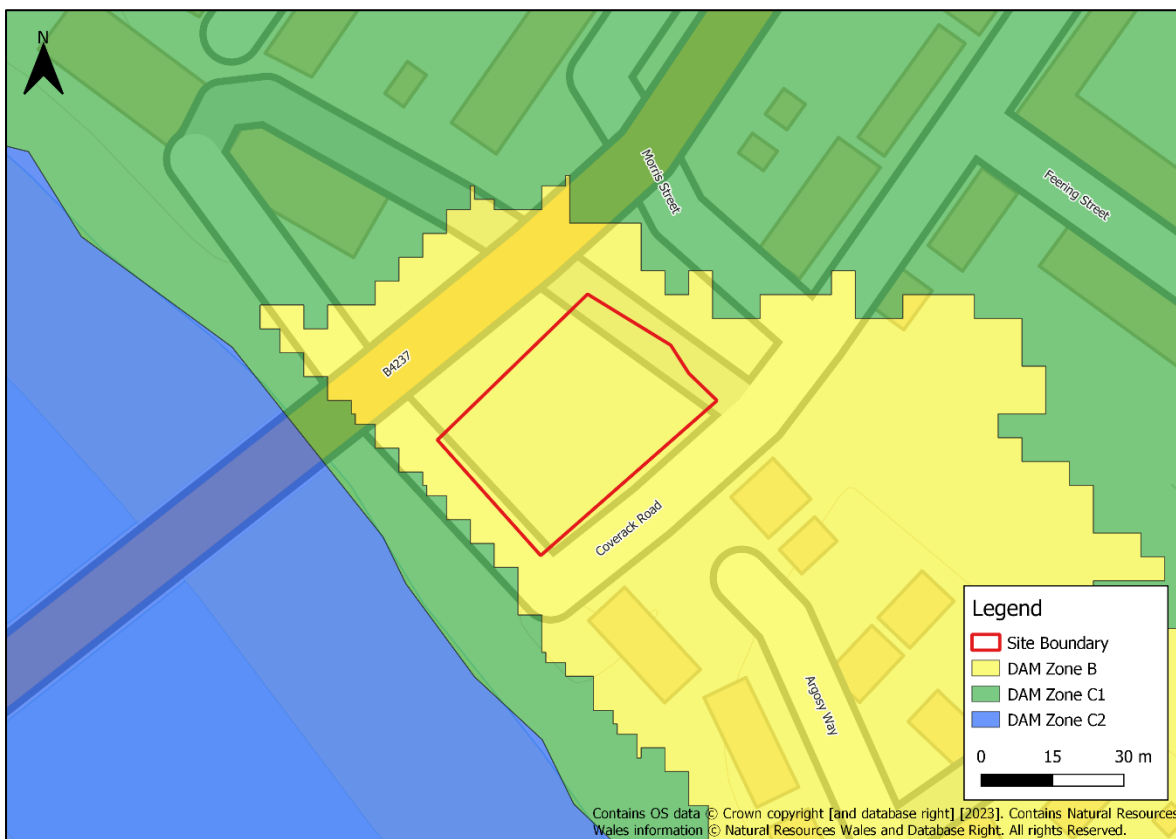 N
Morris Street
Feering Street
B4237
Coverack Road
Argosy Way
Legend
Site Boundary
DAM Zone B
DAM Zone C1
DAM Zone C2
0 15 30 m
Contains OS data © Crown copyright [and database right] [2023]. Contains Natural Resources
Wales information © Natural Resources Wales and Database Right. All rights Reserved.